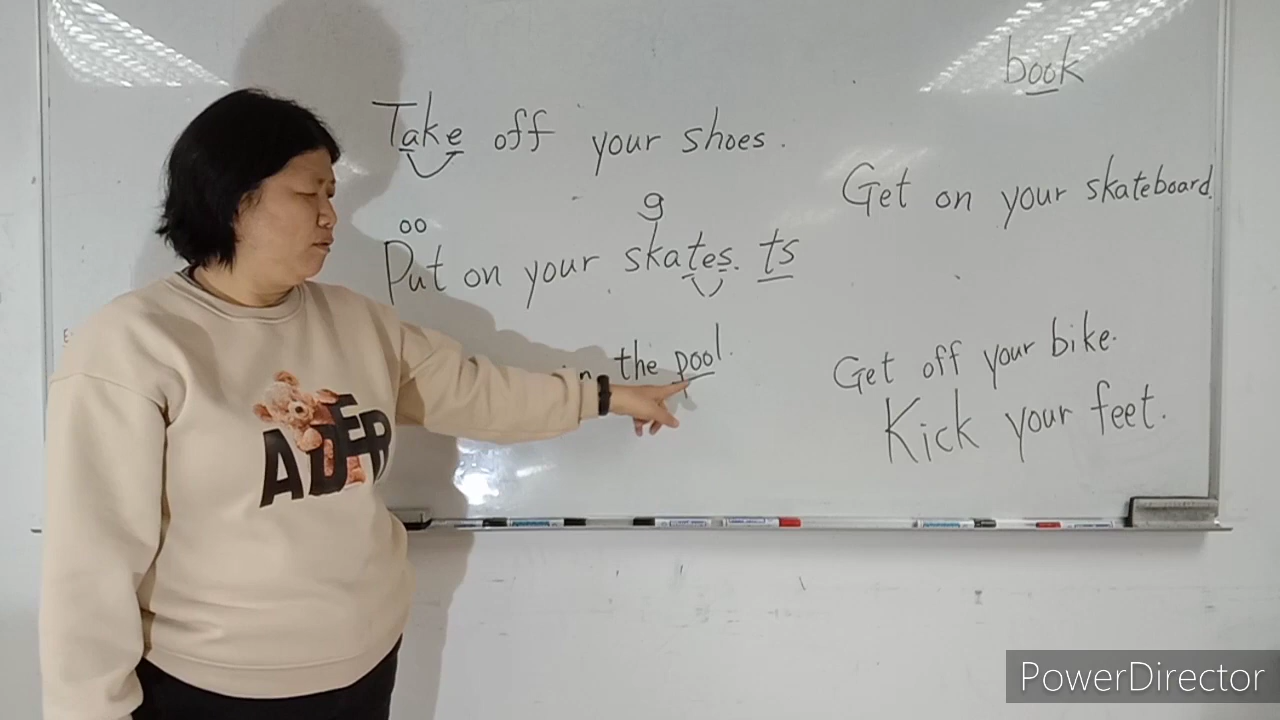 book
Take off your shoes.
Get on your skateboard.
g
oo
Put on your skates. ts
the pool.
Get off your bike.
Kick your feet.
ADER
PowerDirector